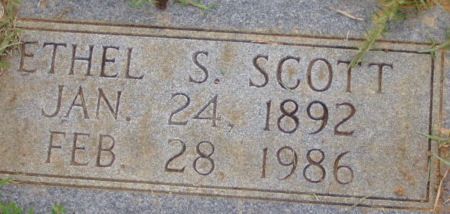 ETHEL S. SCOTT
JAN. 24, 1892
FEB. 28 1986